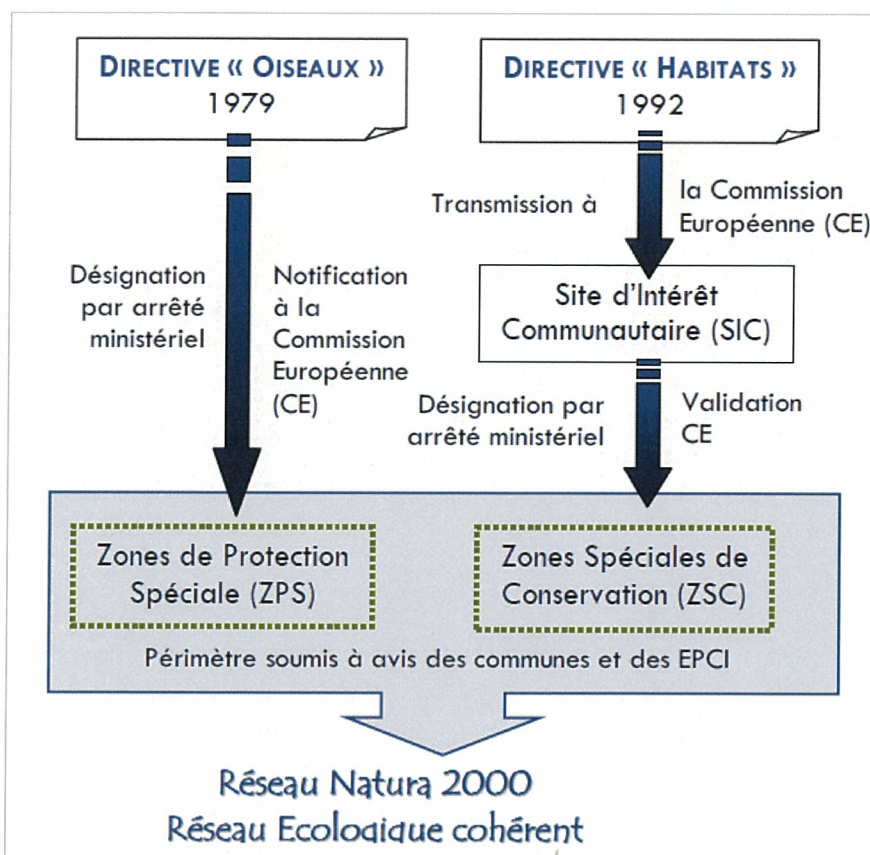 DIRECTIVE « OISEAUX »
1979
DIRECTIVE « HABITATS »
1992
Transmission à
la Commission
Européenne (CE)
Désignation
par arrêté
ministériel
Notification
à la
Commission
Européenne
(CE)
Site d'Intérêt
Communautaire (SIC)
Désignation par
arrêté ministériel
Validation
CE
Zones de Protection
Spéciale (ZPS)
Zones Spéciales de
Conservation (ZSC)
Périmètre soumis à avis des communes et des EPCI
Réseau Natura 2000
Réseau Ecologique cohérent